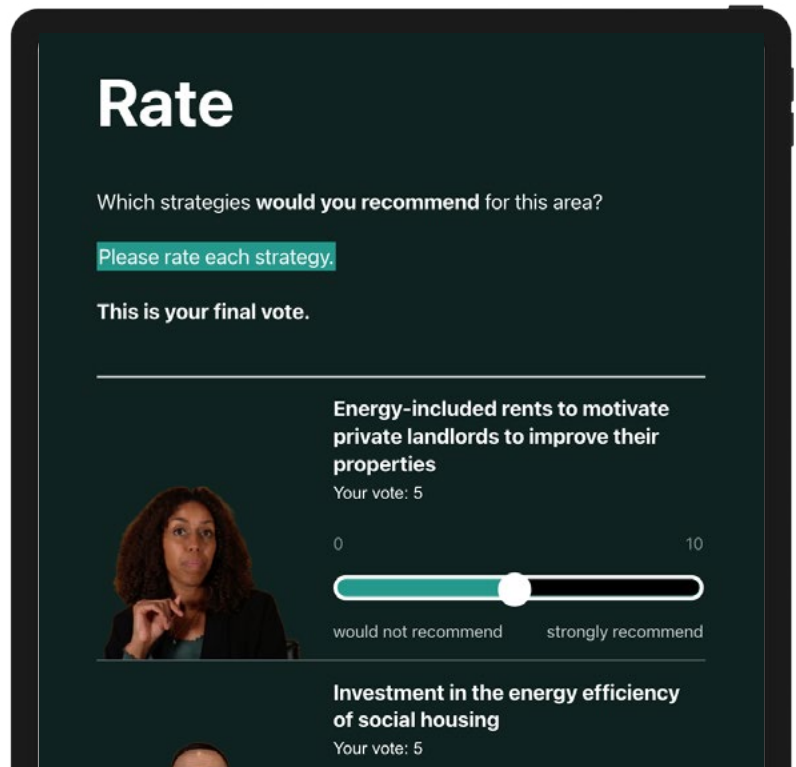 Rate
Which strategies would you recommend for this area?
Please rate each strategy.
This is your final vote.
Energy-included rents to motivate
private landlords to improve their
properties
Your vote: 5
0 10
would not recommend strongly recommend
Investment in the energy efficiency
of social housing
Your vote: 5